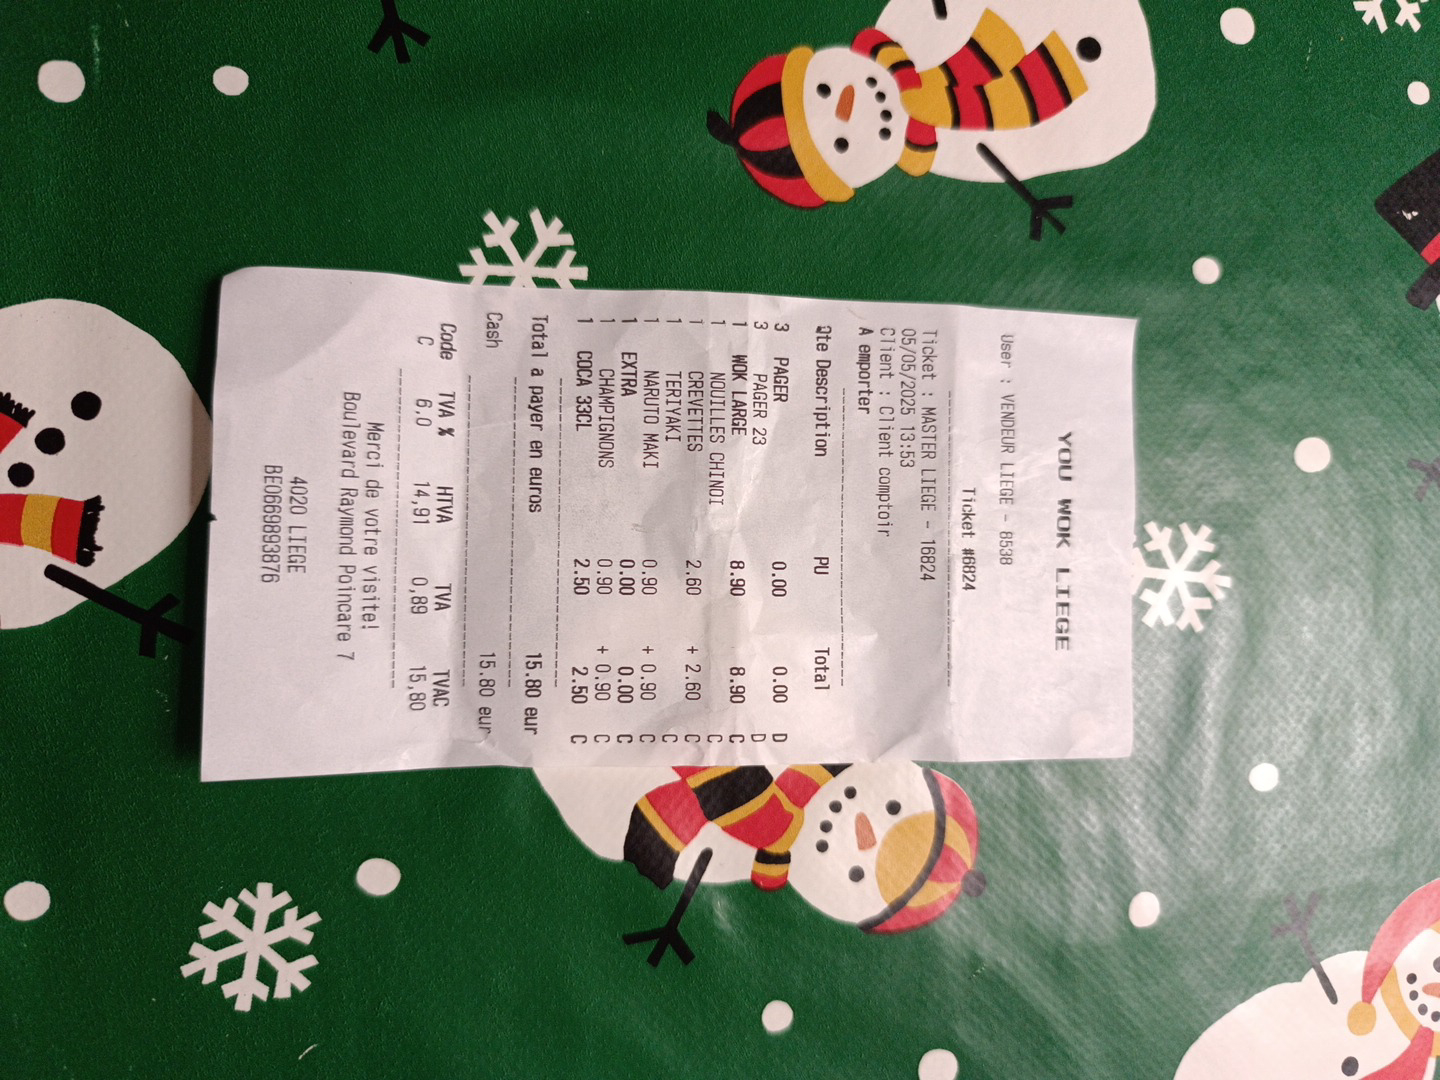 YOU WOK LIEGE
User : VENDEUR LIEGE - 8538
Ticket #6824
Ticket : MASTER LIEGE - 16824
05/05/2025 13:53
Client : Client comptoir
A emporter
Qte Description PU Total
3 PAGER 0.00 0.00 D
3 PAGER 23 D
1 WOK LARGE 8.90 8.90 C
1 NOUILLES CHINOI C
1 CREVETTES 2.60 + 2.60 C
1 TERIYAKI C
1 NARUTO MAKI 0.90 + 0.90 C
1 EXTRA 0.00 0.00 C
1 CHAMPIGNONS 0.90 + 0.90 C
1 COCA 33CL 2.50 2.50 C
Total à payer en euros 15.80 eur
Cash 15.80 eur
Code TVA % HTVA TVA TVAC
C 6,0 14,91 0,89 15,80
Merci de votre visite!
Boulevard Raymond Poincare 7
4020 LIEGE
BE0669893876